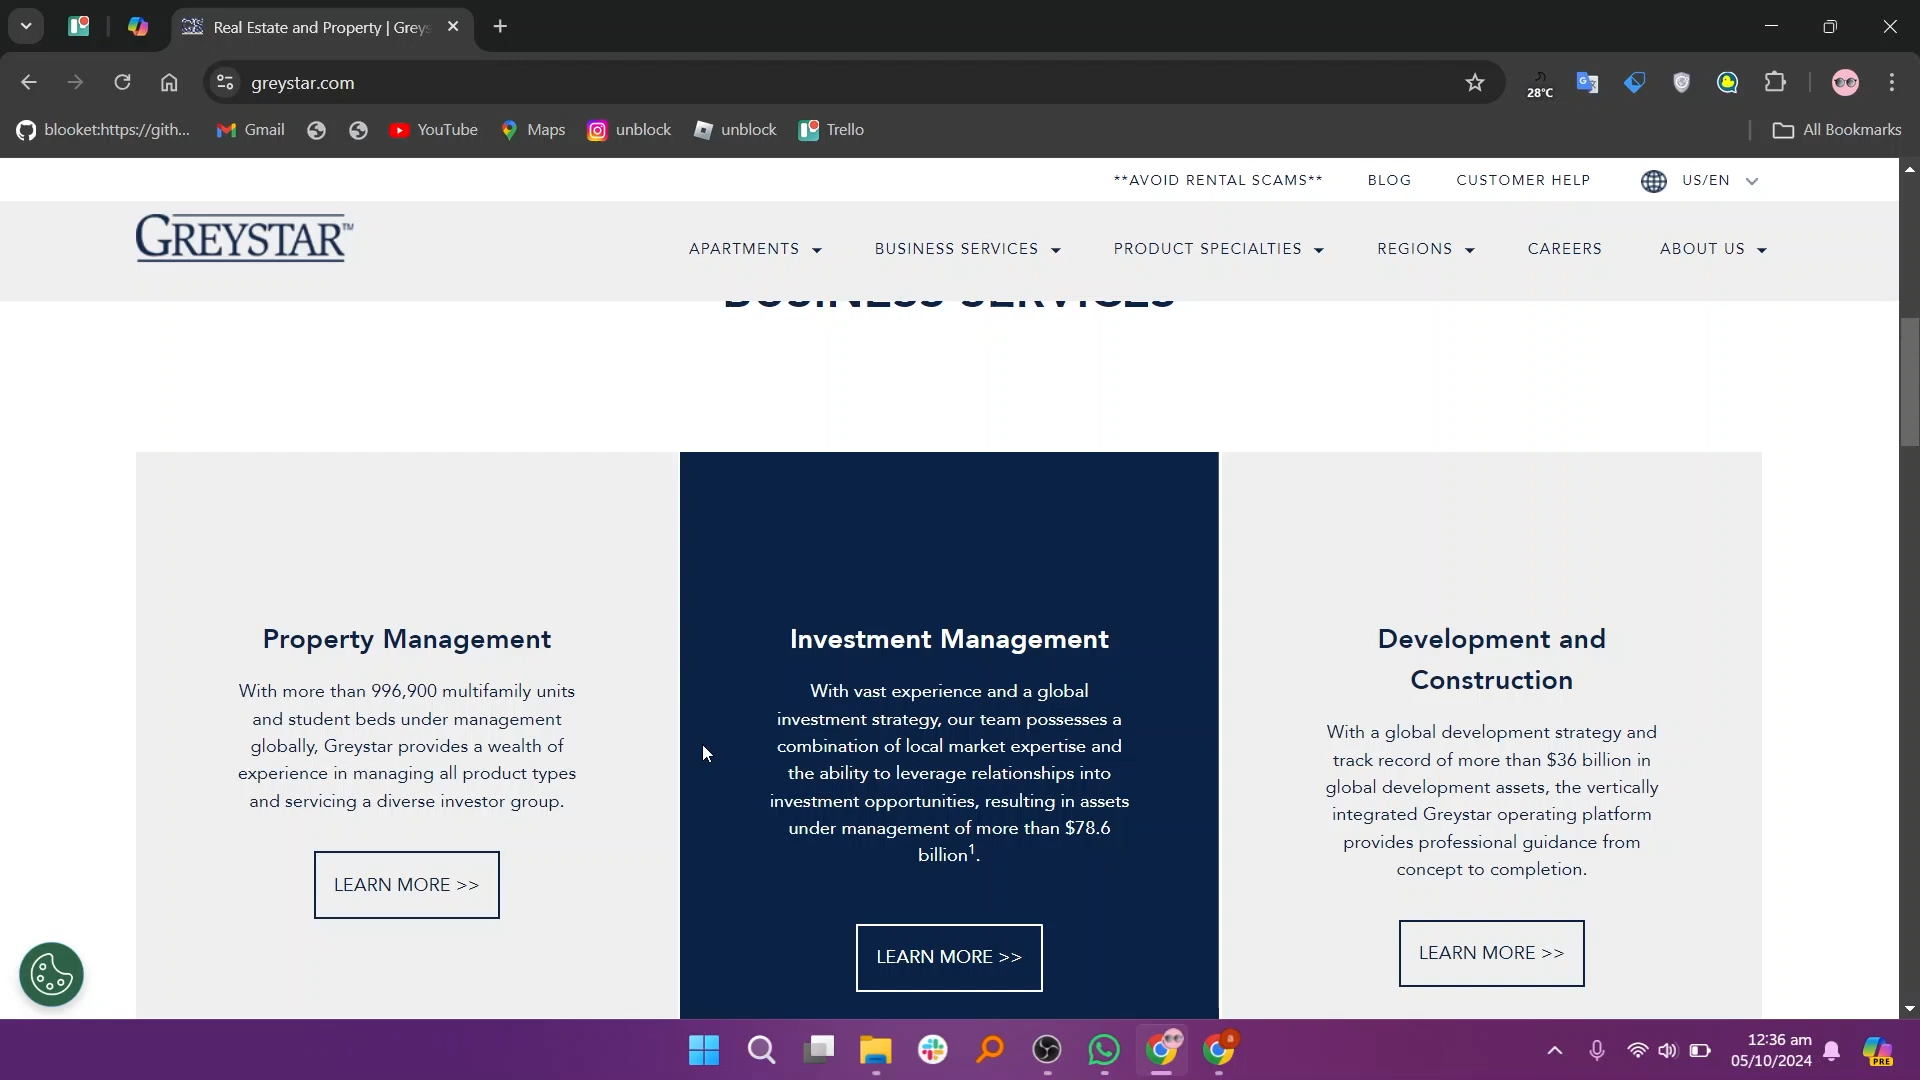 Real Estate and Property | Greys
greystar.com
28°C
blooket:https://gith...
Gmail
YouTube
Maps
unblock
unblock
Trello
All Bookmarks
**AVOID RENTAL SCAMS**
BLOG
CUSTOMER HELP
US/EN
GREYSTAR™
APARTMENTS
BUSINESS SERVICES
PRODUCT SPECIALTIES
REGIONS
CAREERS
ABOUT US
BUSINESS SERVICES
Property Management
With more than 996,900 multifamily units
and student beds under management
globally, Greystar provides a wealth of
experience in managing all product types
and servicing a diverse investor group.
LEARN MORE >>
Investment Management
With vast experience and a global
investment strategy, our team possesses a
combination of local market expertise and
the ability to leverage relationships into
investment opportunities, resulting in assets
under management of more than $78.6
billion¹.
LEARN MORE >>
Development and
Construction
With a global development strategy and
track record of more than $36 billion in
global development assets, the vertically
integrated Greystar operating platform
provides professional guidance from
concept to completion.
LEARN MORE >>
12:36 am
05/10/2024
PRE